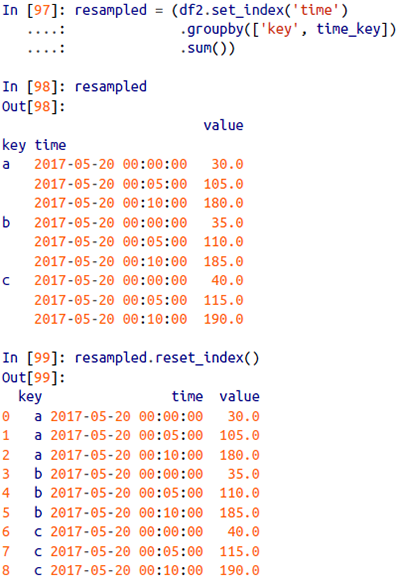 In [97]: resampled = (df2.set_index('time')
   ....:              .groupby(['key', time_key])
   ....:              .sum())

In [98]: resampled
Out[98]:
                         value
key time
a   2017-05-20 00:00:00   30.0
    2017-05-20 00:05:00  105.0
    2017-05-20 00:10:00  180.0
b   2017-05-20 00:00:00   35.0
    2017-05-20 00:05:00  110.0
    2017-05-20 00:10:00  185.0
c   2017-05-20 00:00:00   40.0
    2017-05-20 00:05:00  115.0
    2017-05-20 00:10:00  190.0

In [99]: resampled.reset_index()
Out[99]:
  key                time  value
0   a 2017-05-20 00:00:00   30.0
1   a 2017-05-20 00:05:00  105.0
2   a 2017-05-20 00:10:00  180.0
3   b 2017-05-20 00:00:00   35.0
4   b 2017-05-20 00:05:00  110.0
5   b 2017-05-20 00:10:00  185.0
6   c 2017-05-20 00:00:00   40.0
7   c 2017-05-20 00:05:00  115.0
8   c 2017-05-20 00:10:00  190.0